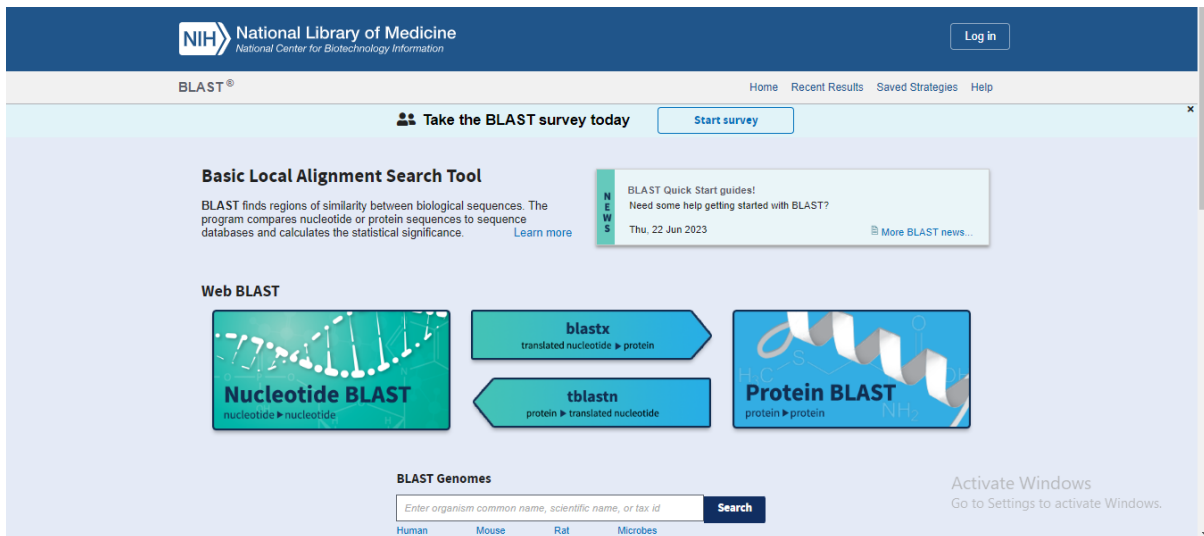 NIH National Library of Medicine
National Center for Biotechnology Information
Log in
BLAST®
Home Recent Results Saved Strategies Help
Take the BLAST survey today Start survey
×
Basic Local Alignment Search Tool
BLAST finds regions of similarity between biological sequences. The
program compares nucleotide or protein sequences to sequence
databases and calculates the statistical significance. Learn more
NEWS
BLAST Quick Start guides!
Need some help getting started with BLAST?
Thu, 22 Jun 2023
More BLAST news...
Web BLAST
Nucleotide BLAST
nucleotide ▶ nucleotide
blastx
translated nucleotide ▶ protein
tblastn
protein ▶ translated nucleotide
H₃C
S
O
OH
NH₂
Protein BLAST
protein ▶ protein
BLAST Genomes
Enter organism common name, scientific name, or tax id
Search
Human Mouse Rat Microbes
Activate Windows
Go to Settings to activate Windows.